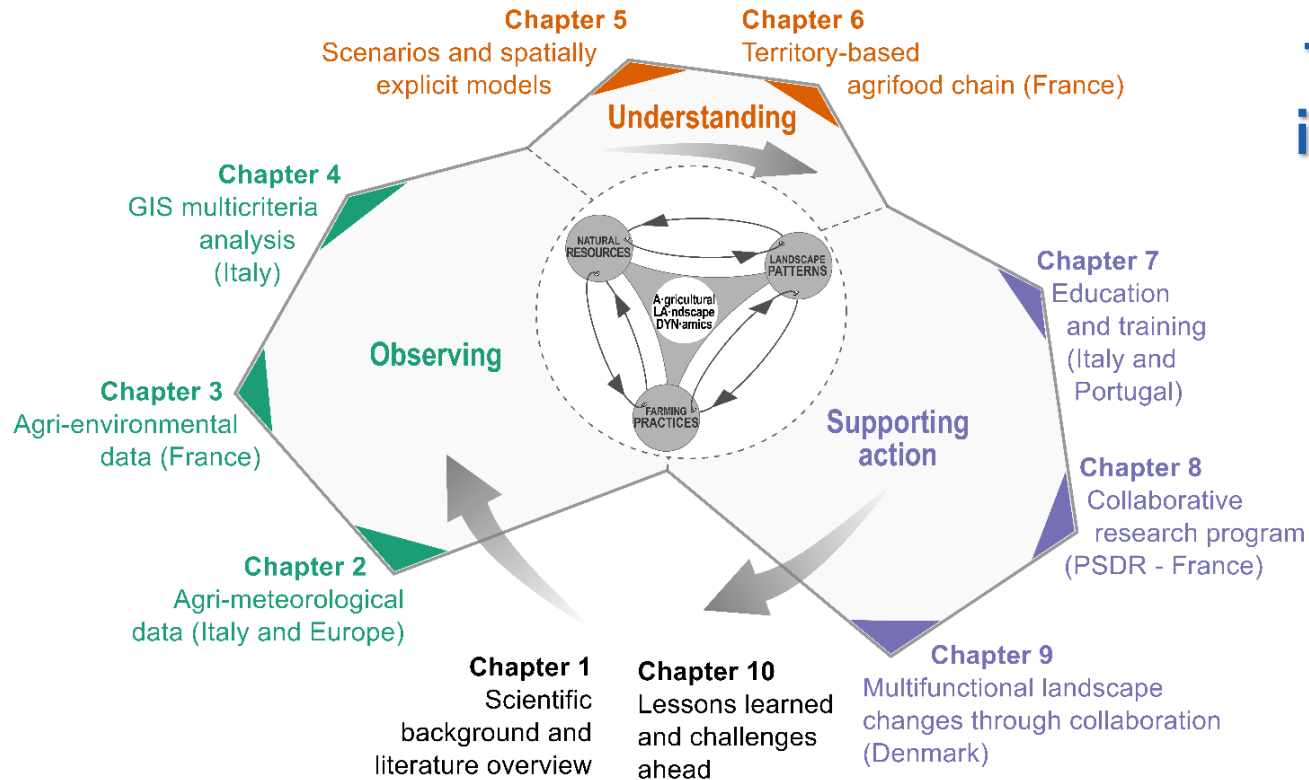 Chapter 5
Scenarios and spatially
explicit models
Chapter 6
Territory-based
agrifood chain (France)
Understanding
Chapter 4
GIS multicriteria
analysis
(Italy)
NATURAL
RESOURCES
LANDSCAPE
PATTERNS
A·gricultural
LA·ndscape
DYN·amics
FARMING
PRACTICES
Observing
Chapter 3
Agri-environmental
data (France)
Chapter 2
Agri-meteorological
data (Italy and Europe)
Chapter 7
Education
and training
(Italy and
Portugal)
Supporting
action
Chapter 8
Collaborative
research program
(PSDR - France)
Chapter 9
Multifunctional landscape
changes through collaboration
(Denmark)
Chapter 1
Scientific
background and
literature overview
Chapter 10
Lessons learned
and challenges
ahead